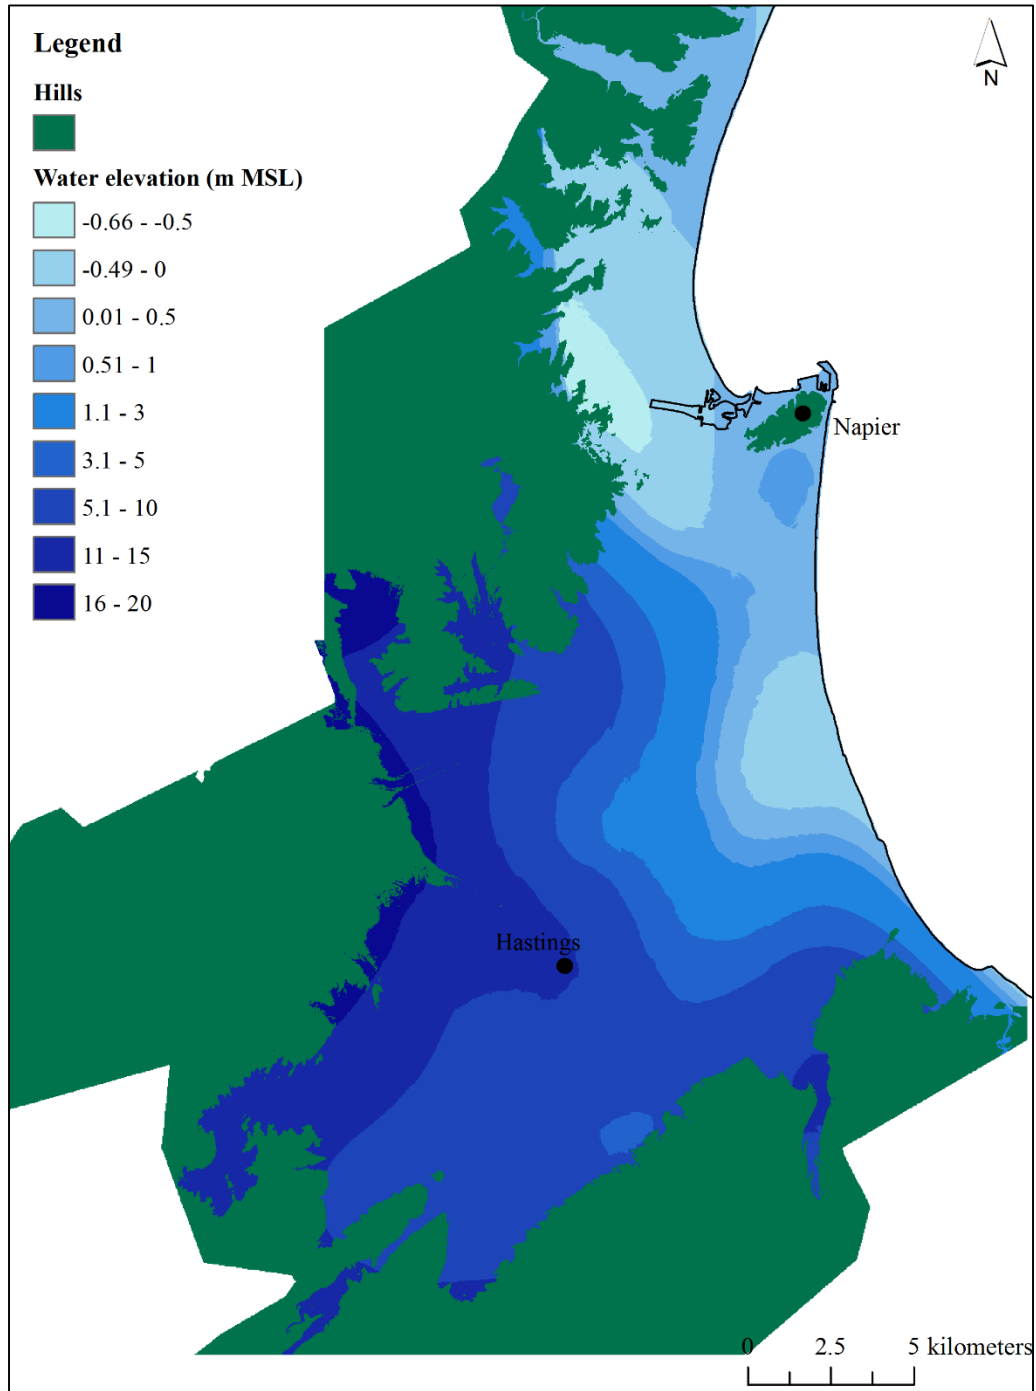 Legend
Hills
Water elevation (m MSL)
-0.66 - -0.5
-0.49 - 0
0.01 - 0.5
0.51 - 1
1.1 - 3
3.1 - 5
5.1 - 10
11 - 15
16 - 20
N
Napier
Hastings
0 2.5 5 kilometers